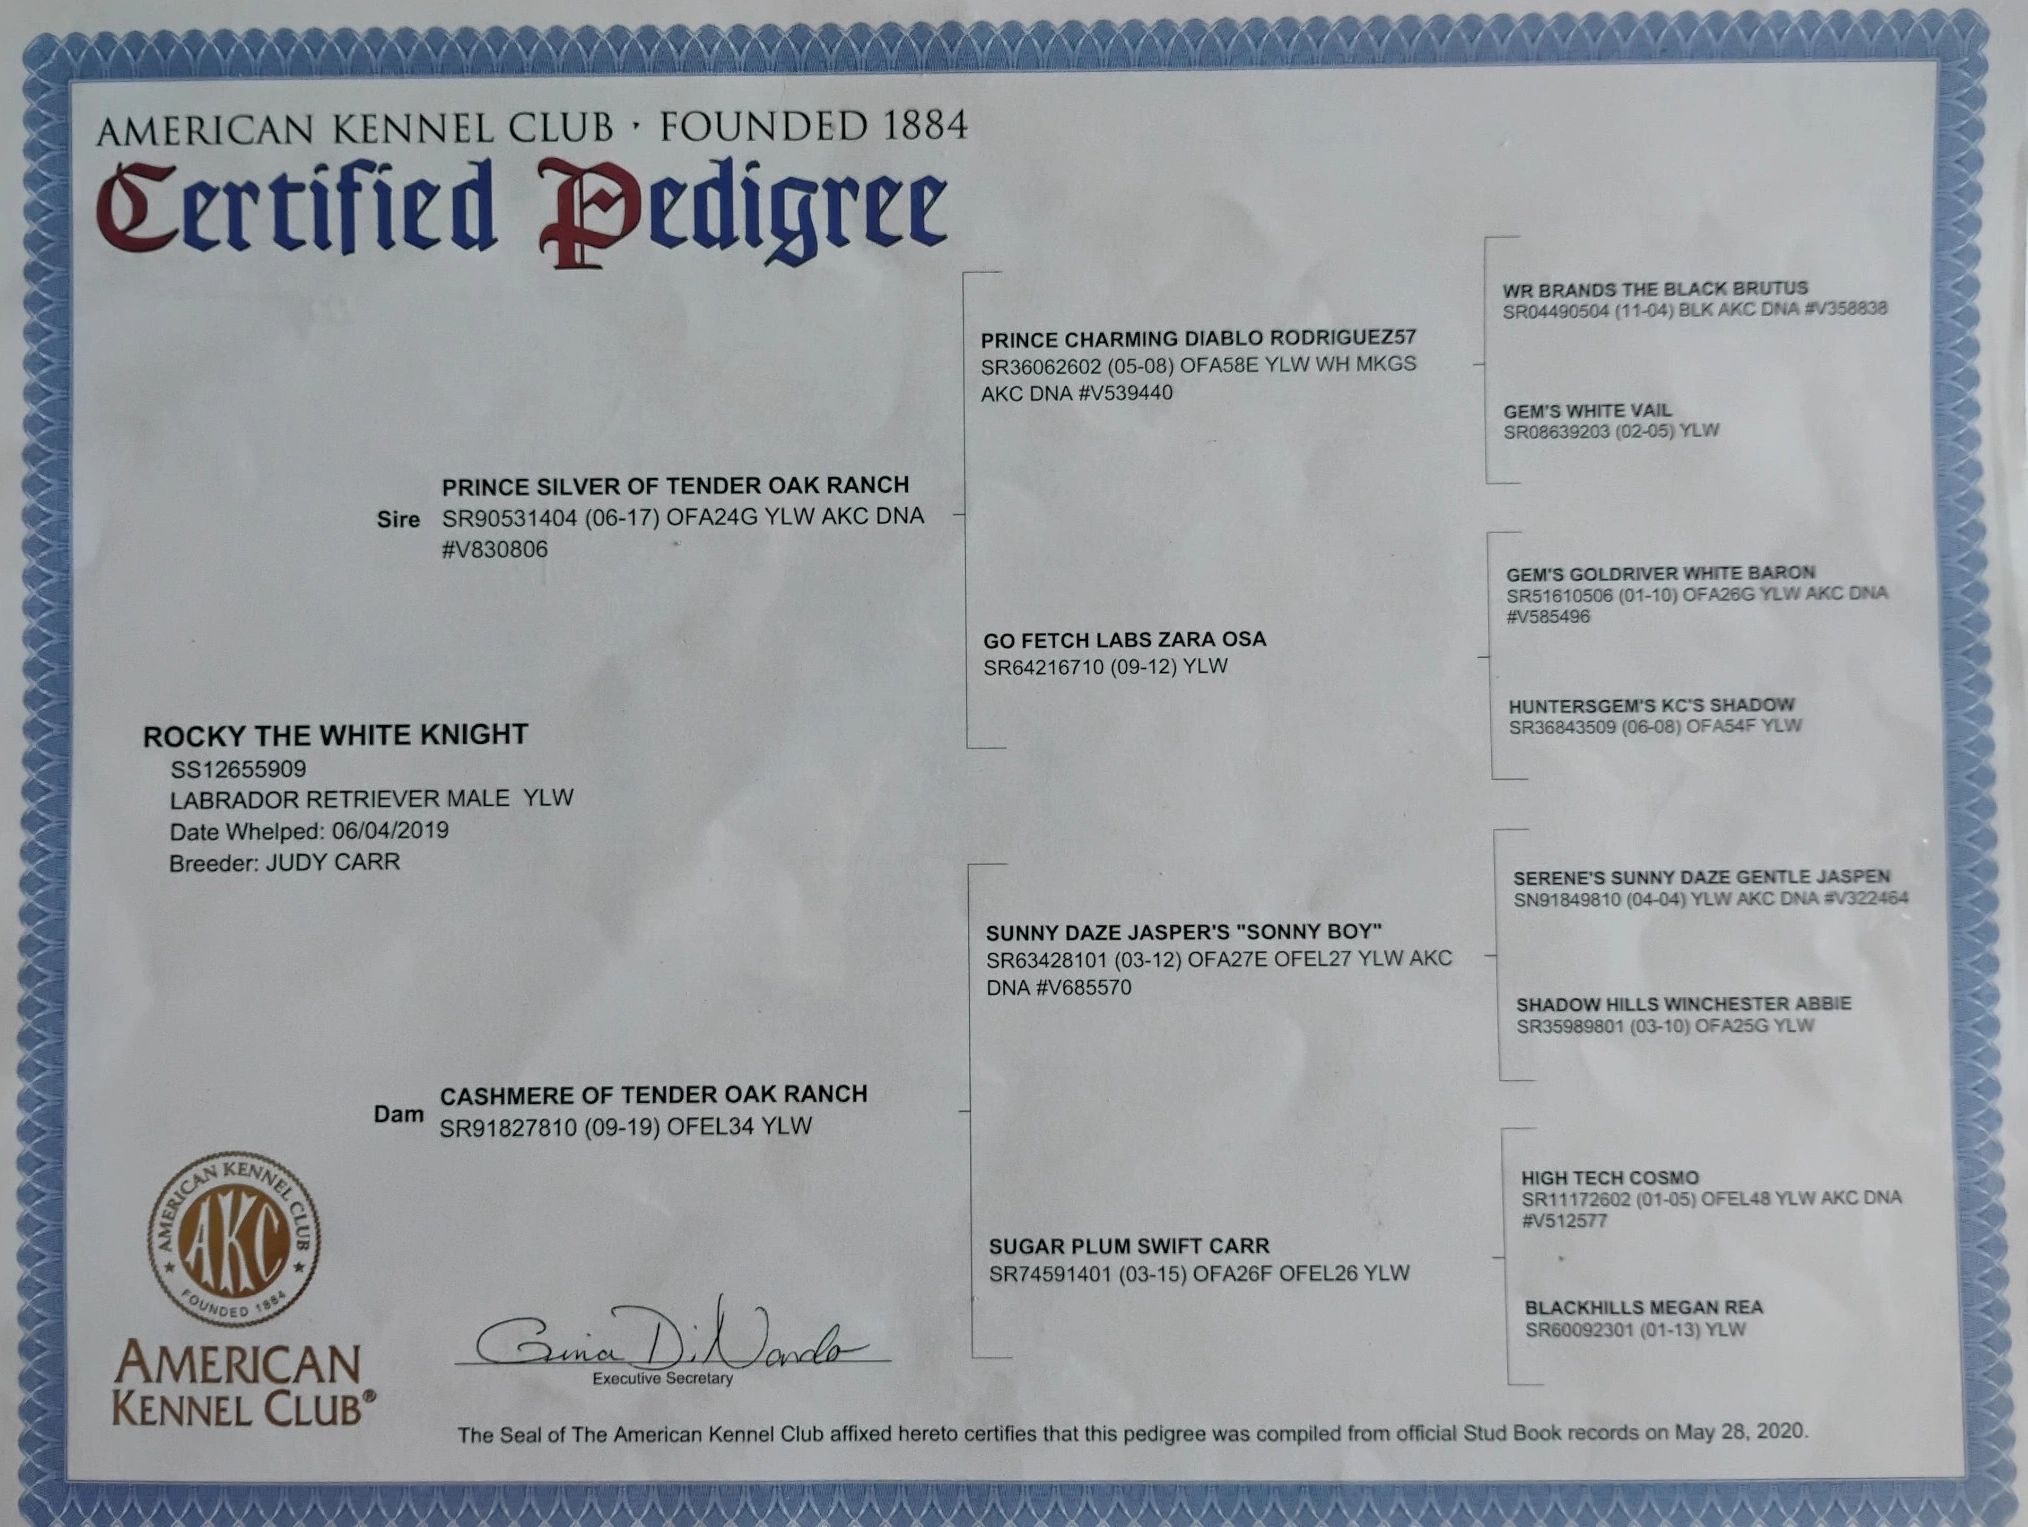 AMERICAN KENNEL CLUB · FOUNDED 1884
Certified Pedigree
WR BRANDS THE BLACK BRUTUS
SR04490504 (11-04) BLK AKC DNA #V358838
PRINCE CHARMING DIABLO RODRIGUEZ57
SR36062602 (05-08) OFA58E YLW WH MKGS
AKC DNA #V539440
GEM'S WHITE VAIL
SR08639203 (02-05) YLW
PRINCE SILVER OF TENDER OAK RANCH
Sire SR90531404 (06-17) OFA24G YLW AKC DNA
#V830806
GEM'S GOLDRIVER WHITE BARON
SR51610506 (01-10) OFA26G YLW AKC DNA
#V585496
GO FETCH LABS ZARA OSA
SR64216710 (09-12) YLW
HUNTERSGEM'S KC'S SHADOW
SR36843509 (06-08) OFA54F YLW
ROCKY THE WHITE KNIGHT
SS12655909
LABRADOR RETRIEVER MALE YLW
Date Whelped: 06/04/2019
Breeder: JUDY CARR
SERENE'S SUNNY DAZE GENTLE JASPEN
SN91849810 (04-04) YLW AKC DNA #V322464
SUNNY DAZE JASPER'S "SONNY BOY"
SR63428101 (03-12) OFA27E OFEL27 YLW AKC
DNA #V685570
SHADOW HILLS WINCHESTER ABBIE
SR35989801 (03-10) OFA25G YLW
CASHMERE OF TENDER OAK RANCH
Dam SR91827810 (09-19) OFEL34 YLW
HIGH TECH COSMO
SR11172602 (01-05) OFEL48 YLW AKC DNA
#V512577
SUGAR PLUM SWIFT CARR
SR74591401 (03-15) OFA26F OFEL26 YLW
BLACKHILLS MEGAN REA
SR60092301 (01-13) YLW
AMERICAN KENNEL CLUB
AKC
FOUNDED 1884
AMERICAN
KENNEL CLUB®
Gina DiNardo
Executive Secretary
The Seal of The American Kennel Club affixed hereto certifies that this pedigree was compiled from official Stud Book records on May 28, 2020.